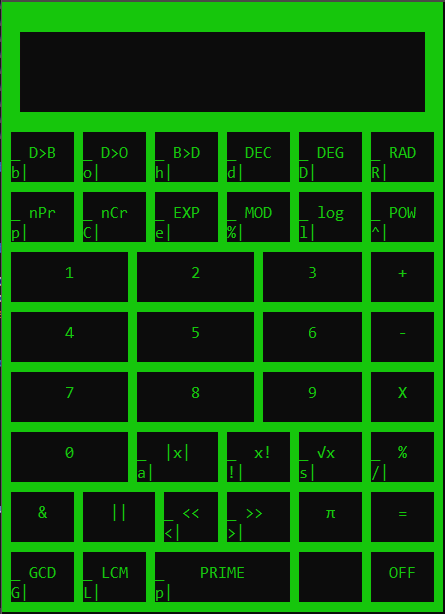 _ D>B _ D>O _ B>D _ DEC _ DEG _ RAD
b| o| h| d| D| R|
_ nPr _ nCr _ EXP _ MOD _ log _ POW
p| C| e| %| l| ^|
1 2 3 +
4 5 6 -
7 8 9 X
0 _ |x| _ x! _ √x _ %
a| !| s| /|
& || _ << _ >> π =
<| >|
_ GCD _ LCM _ PRIME OFF
G| L| p|